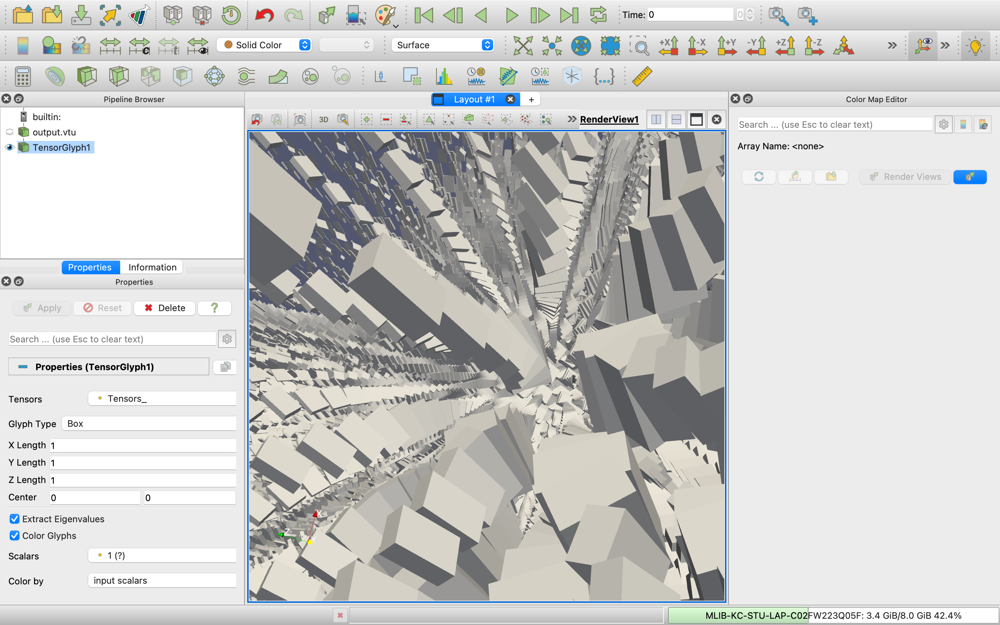 Time: 0 0
c t Solid Color Surface +X -X +Y -Y +Z -Z
{...}
Pipeline Browser
Layout #1 +
Color Map Editor
builtin:
output.vtu
TensorGlyph1
3D RenderView1
Search ... (use Esc to clear text) e
Array Name: <none>
Render Views
Properties Information
Properties
Apply Reset Delete ?
Search ... (use Esc to clear text)
Properties (TensorGlyph1)
Tensors Tensors_
Glyph Type Box
X Length 1
Y Length 1
Z Length 1
Center 0 0
Extract Eigenvalues
Color Glyphs
Scalars 1 (?)
Color by input scalars
X
Z
Y
MLIB-KC-STU-LAP-C02FW223Q05F: 3.4 GiB/8.0 GiB 42.4%